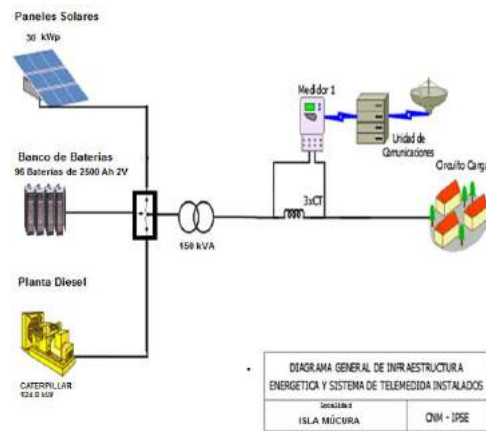 Paneles Solares
30 kWp
Medidor 1
Unidad de
Comunicaciones
Banco de Baterías
96 Baterías de 2500 Ah 2V
Circuito Carga
3xCT
150 kVA
Planta Diesel
CATERPILLAR
DIAGRAMA GENERAL DE INFRAESTRUCTURA
ENERGETICA Y SISTEMA DE TELEMEDIDA INSTALADOS
Localidad
ISLA MÚCURA
CNM - IPSE